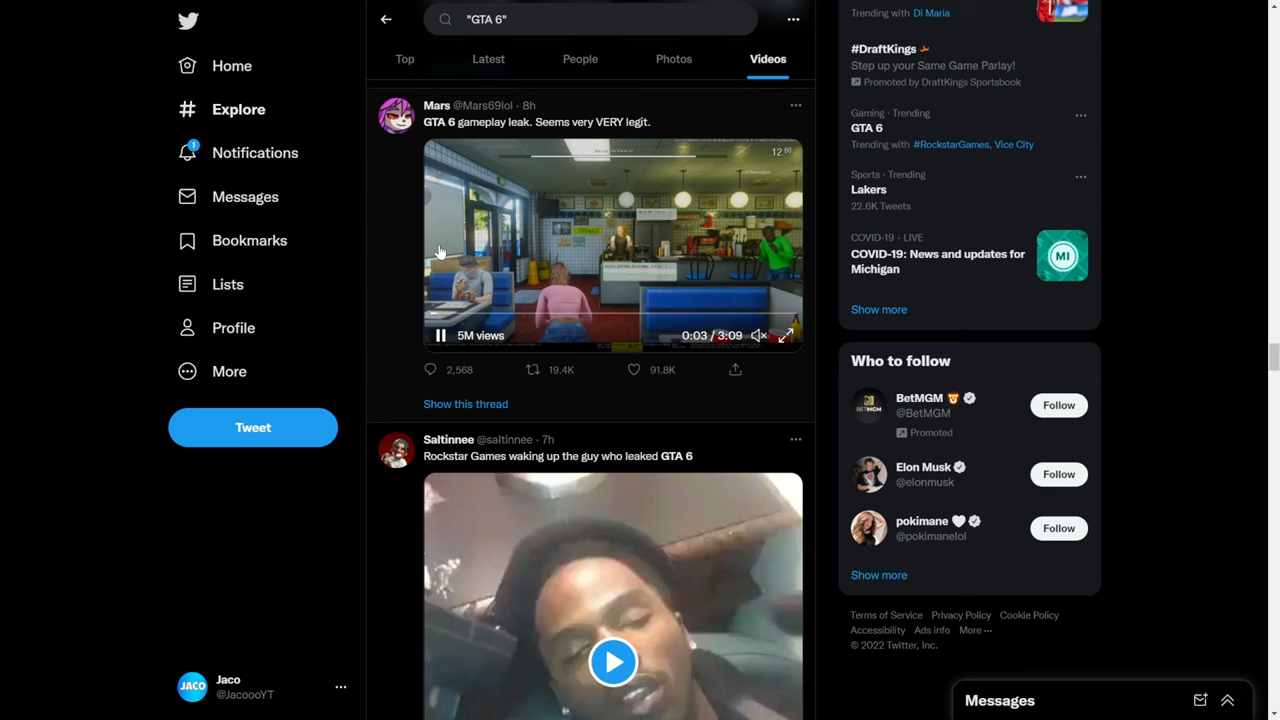 Home
Explore
1
Notifications
Messages
Bookmarks
Lists
Profile
More
Tweet
JACO
Jaco
@JacoooYT
"GTA 6"
Top
Latest
People
Photos
Videos
Mars @Mars69lol · 8h
GTA 6 gameplay leak. Seems very VERY legit.
12:60
5M views
0:03 / 3:09
2,568
19.4K
91.8K
Show this thread
Saltinnee @saltinnee · 7h
Rockstar Games waking up the guy who leaked GTA 6
Trending with Di Maria
#DraftKings
Step up your Same Game Parlay!
Promoted by DraftKings Sportsbook
Gaming · Trending
GTA 6
Trending with #RockstarGames, Vice City
Sports · Trending
Lakers
22.6K Tweets
COVID-19 · LIVE
COVID-19: News and updates for
Michigan
MI
Show more
Who to follow
BETMGM
BetMGM
@BetMGM
Promoted
Follow
Elon Musk
@elonmusk
Follow
pokimane
@pokimanelol
Follow
Show more
Terms of Service Privacy Policy Cookie Policy
Accessibility Ads info More ···
© 2022 Twitter, Inc.
Messages